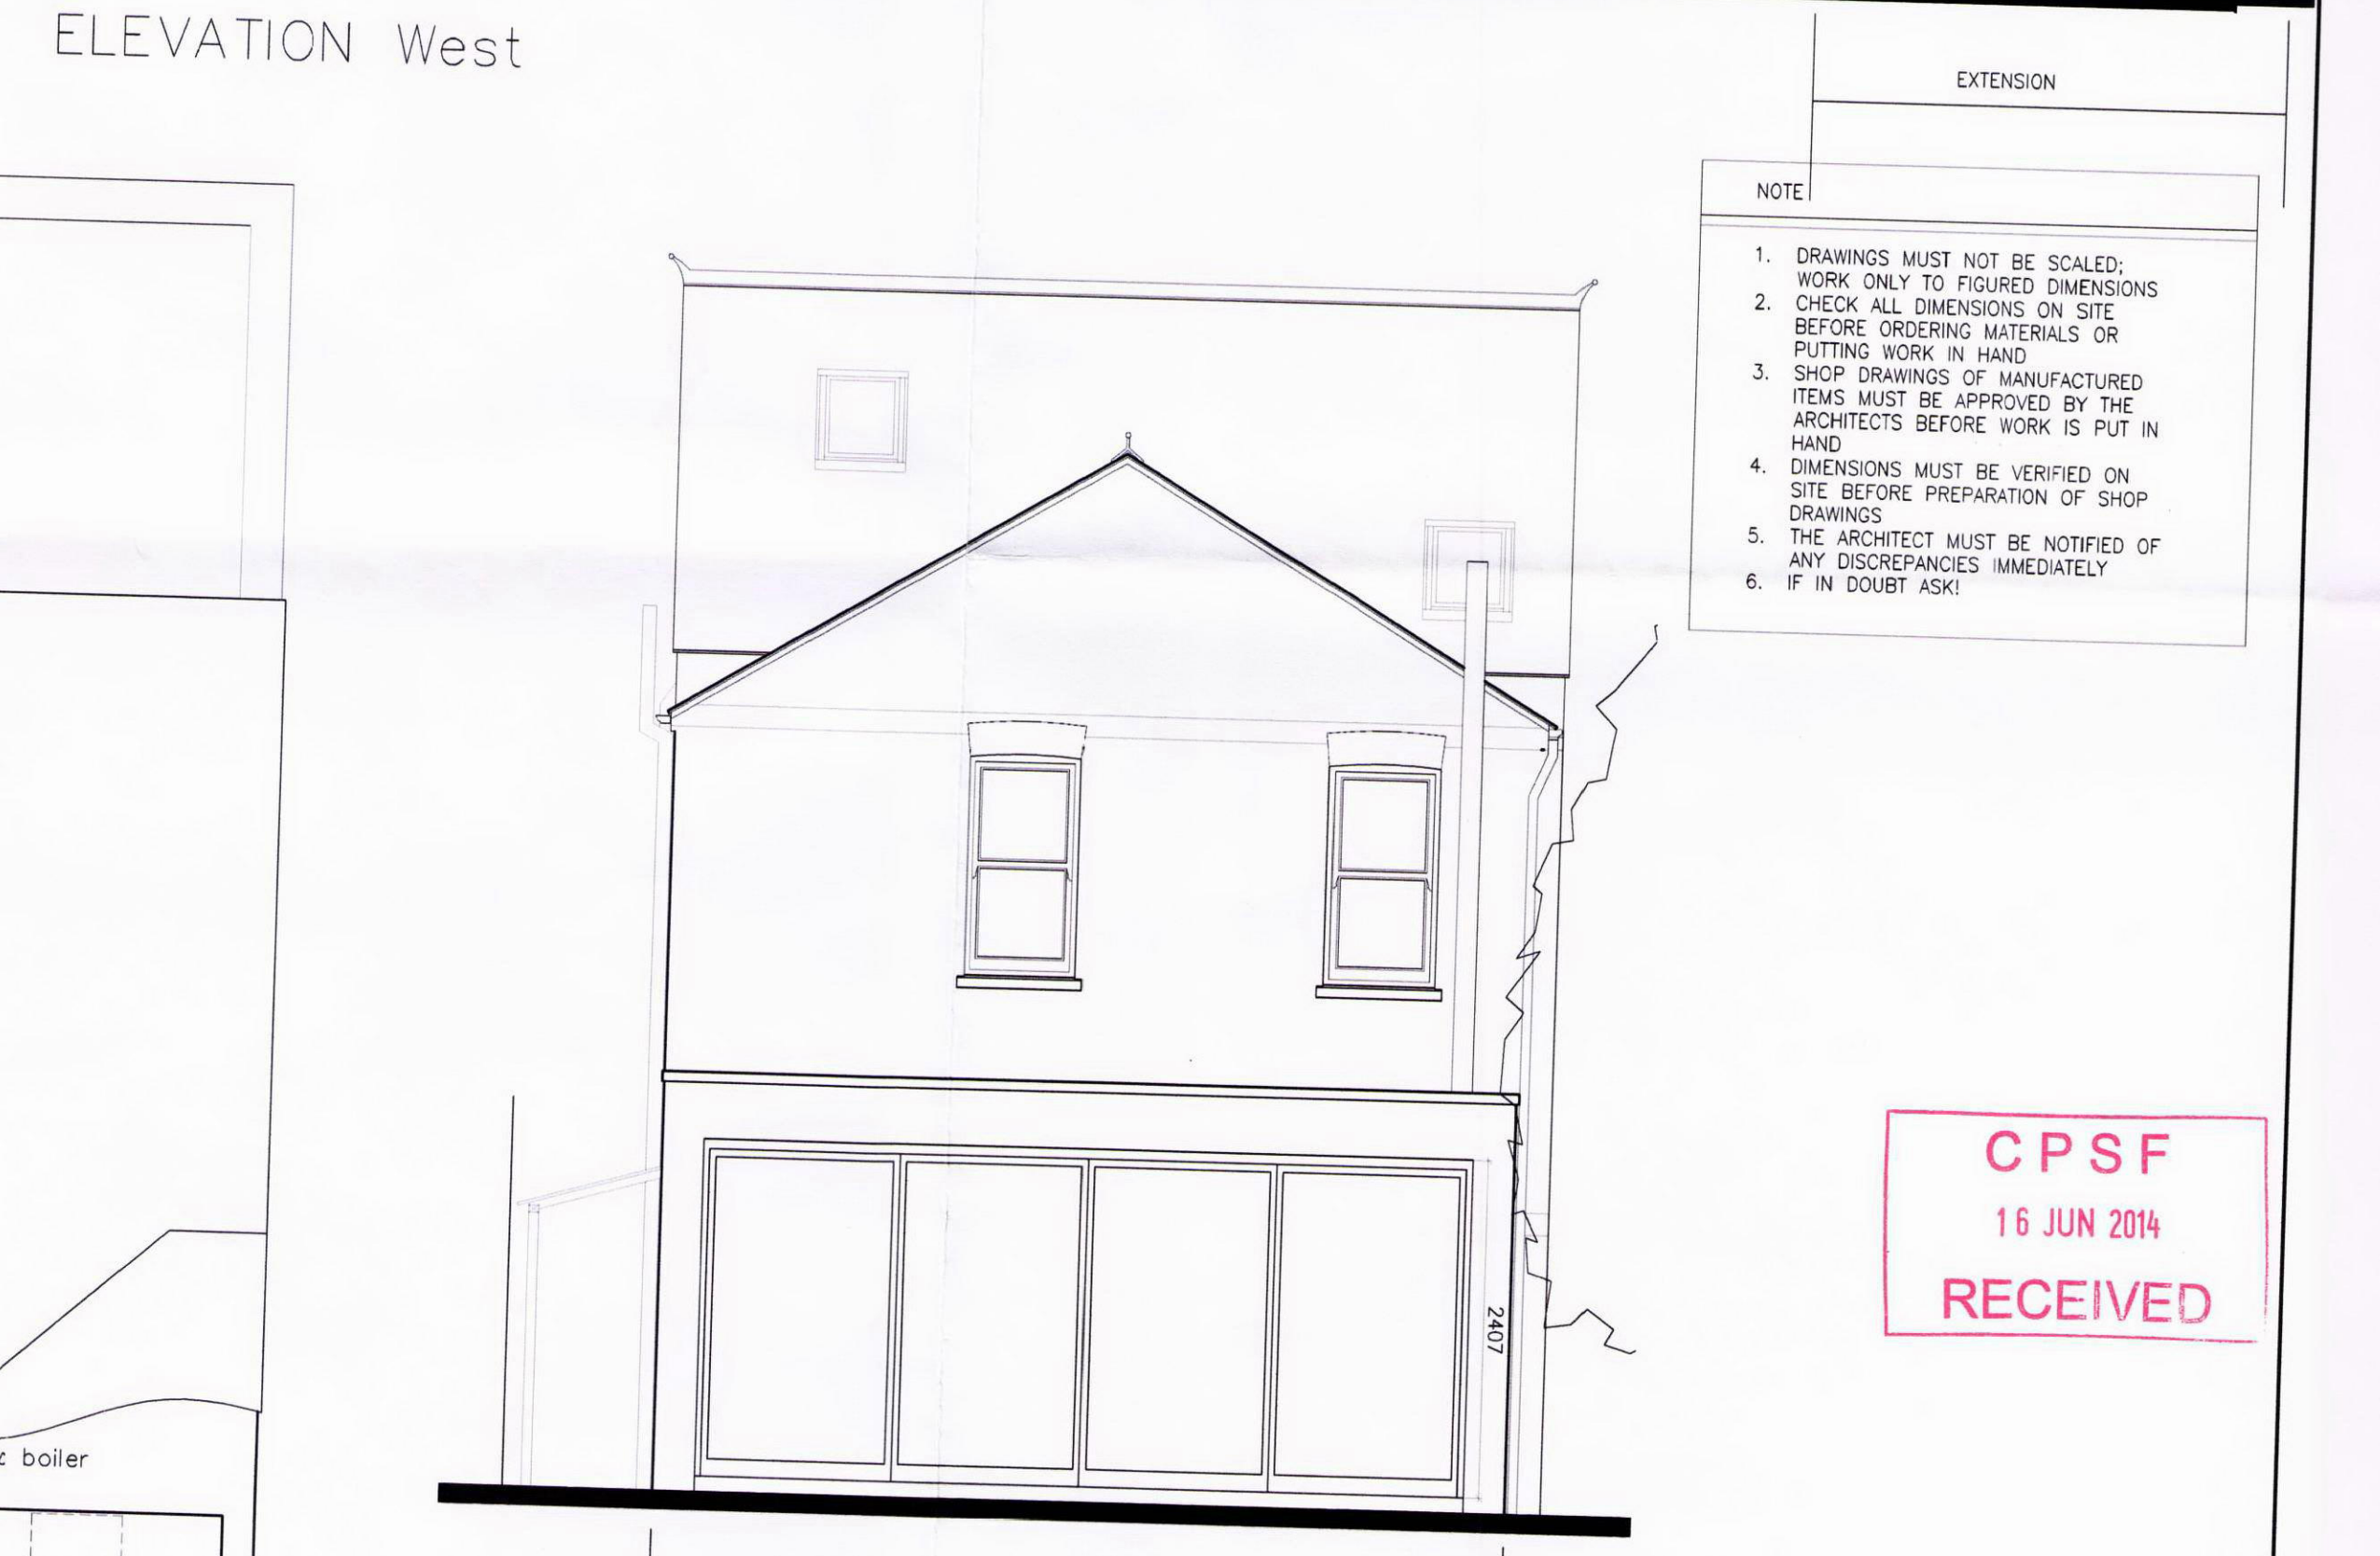 ELEVATION West
EXTENSION
NOTE
1. DRAWINGS MUST NOT BE SCALED;
WORK ONLY TO FIGURED DIMENSIONS
2. CHECK ALL DIMENSIONS ON SITE
BEFORE ORDERING MATERIALS OR
PUTTING WORK IN HAND
3. SHOP DRAWINGS OF MANUFACTURED
ITEMS MUST BE APPROVED BY THE
ARCHITECTS BEFORE WORK IS PUT IN
HAND
4. DIMENSIONS MUST BE VERIFIED ON
SITE BEFORE PREPARATION OF SHOP
DRAWINGS
5. THE ARCHITECT MUST BE NOTIFIED OF
ANY DISCREPANCIES IMMEDIATELY
6. IF IN DOUBT ASK!
CPSF
16 JUN 2014
RECEIVED
2407
boiler